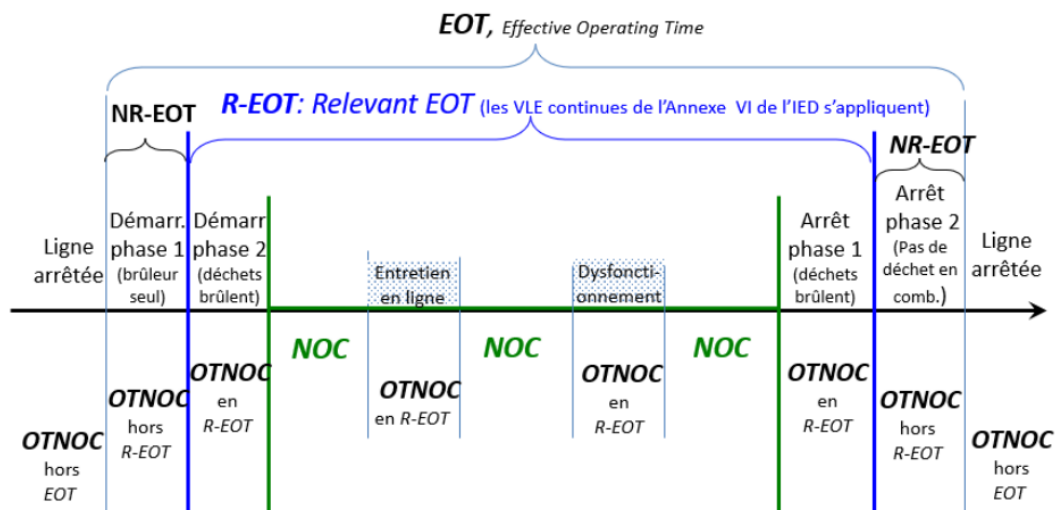 EOT, Effective Operating Time
R-EOT: Relevant EOT (les VLE continues de l’Annexe VI de l’IED s’appliquent)
NR-EOT
NR-EOT
Ligne
arrêtée
Démarr.
phase 1
(brûleur
seul)
Démarr
phase 2
(déchets
brûlent)
Entretien
en ligne
Dysfoncti-
onnement
Arrêt
phase 1
(déchets
brûlent)
Arrêt
phase 2
(Pas de
déchet en
comb.)
Ligne
arrêtée
NOC
NOC
NOC
OTNOC
hors
EOT
OTNOC
hors
R-EOT
OTNOC
en
R-EOT
OTNOC
en R-EOT
OTNOC
en
R-EOT
OTNOC
en
R-EOT
OTNOC
hors
R-EOT
OTNOC
hors
EOT